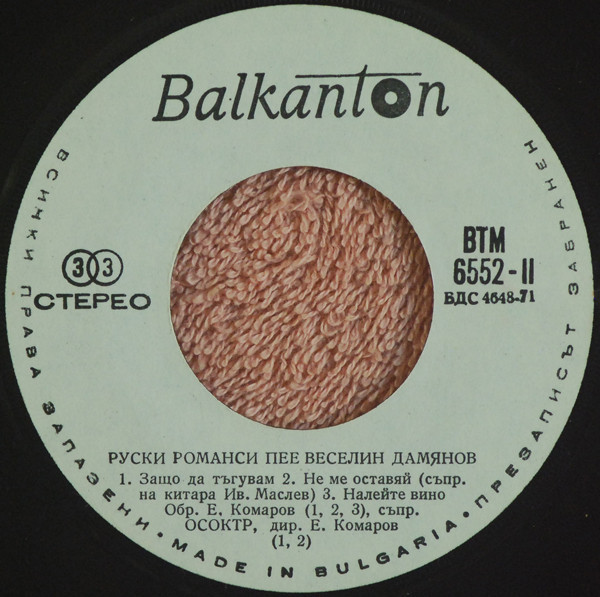 Balkanton
ВСИЧКИ ПРАВА ЗАПАЗЕНИ • MADE IN BULGARIA • ПРЕЗАПИСЪТ ЗАБРАНЕН
33
СТЕРЕО
ВТМ
6552-II
БДС 4648-71
РУСКИ РОМАНСИ ПЕЕ ВЕСЕЛИН ДАМЯНОВ
1. Защо да тъгувам 2. Не ме оставяй (съпр.
на китара Ив. Маслев) 3. Налейте вино
Обр. Е. Комаров (1, 2, 3), съпр.
ОСОКТР, дир. Е. Комаров
(1, 2)